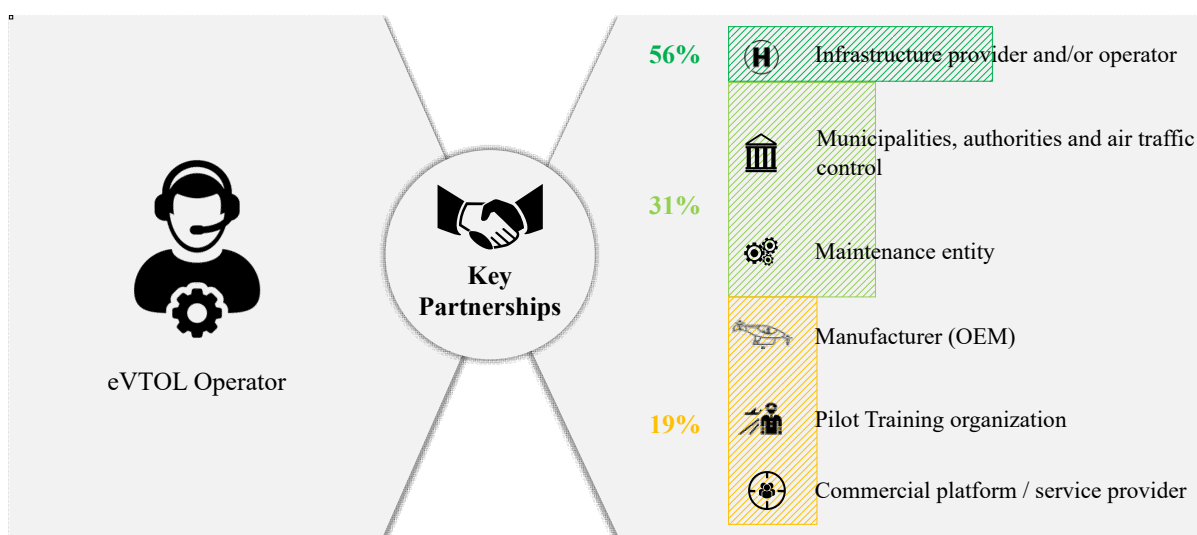 56%
H
Infrastructure provider and/or operator
Municipalities, authorities and air traffic
control
31%
Maintenance entity
Key
Partnerships
Manufacturer (OEM)
eVTOL Operator
19%
Pilot Training organization
Commercial platform / service provider